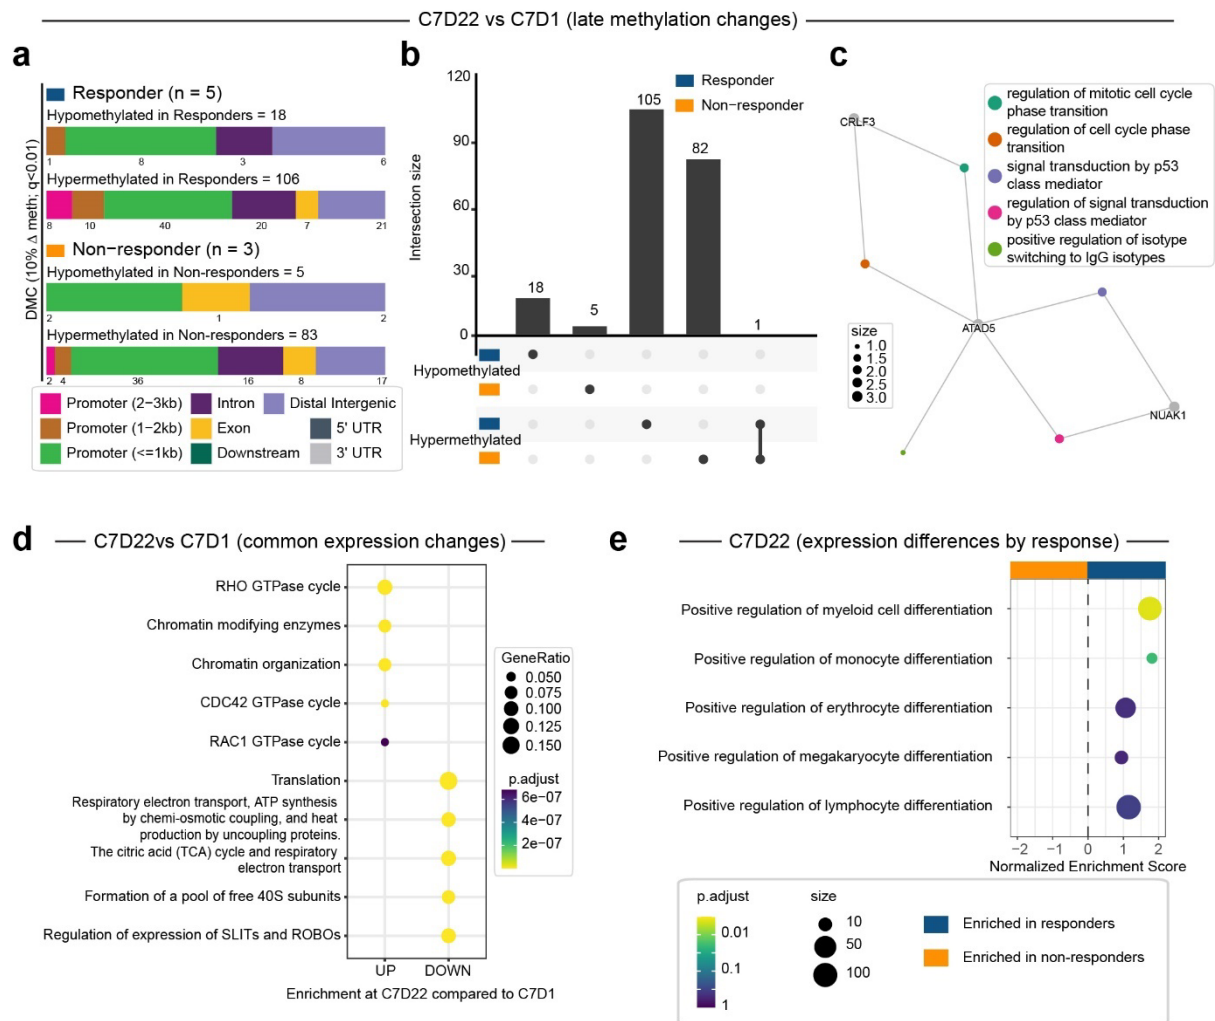 C7D22 vs C7D1 (late methylation changes)
a
DMC (10% Δ meth; q<0.01)
Responder (n = 5)
Hypomethylated in Responders = 18
1 8 3 6
Hypermethylated in Responders = 106
8 10 40 20 7 21
Non−responder (n = 3)
Hypomethylated in Non-responders = 5
2 1 2
Hypermethylated in Non-responders = 83
2 4 36 16 8 17
Promoter (2−3kb) Intron Distal Intergenic
Promoter (1−2kb) Exon 5' UTR
Promoter (<=1kb) Downstream 3' UTR
b
Intersection size
120
90
60
30
0
Responder
Non-responder
18 5 105 82 1
Hypomethylated
Hypermethylated
c
CRLF3
ATAD5
NUAK1
regulation of mitotic cell cycle
phase transition
regulation of cell cycle phase
transition
signal transduction by p53
class mediator
regulation of signal transduction
by p53 class mediator
positive regulation of isotype
switching to IgG isotypes
size
1.0
1.5
2.0
2.5
3.0
d
C7D22vs C7D1 (common expression changes)
RHO GTPase cycle
Chromatin modifying enzymes
Chromatin organization
CDC42 GTPase cycle
RAC1 GTPase cycle
Translation
Respiratory electron transport, ATP synthesis
by chemi-osmotic coupling, and heat
production by uncoupling proteins.
The citric acid (TCA) cycle and respiratory
electron transport
Formation of a pool of free 40S subunits
Regulation of expression of SLITs and ROBOs
UP DOWN
Enrichment at C7D22 compared to C7D1
GeneRatio
0.050
0.075
0.100
0.125
0.150
p.adjust
6e−07
4e−07
2e−07
e
C7D22 (expression differences by response)
Positive regulation of myeloid cell differentiation
Positive regulation of monocyte differentiation
Positive regulation of erythrocyte differentiation
Positive regulation of megakaryocyte differentiation
Positive regulation of lymphocyte differentiation
−2 −1 0 1 2
Normalized Enrichment Score
p.adjust
0.01
0.1
1
size
10
50
100
Enriched in responders
Enriched in non-responders